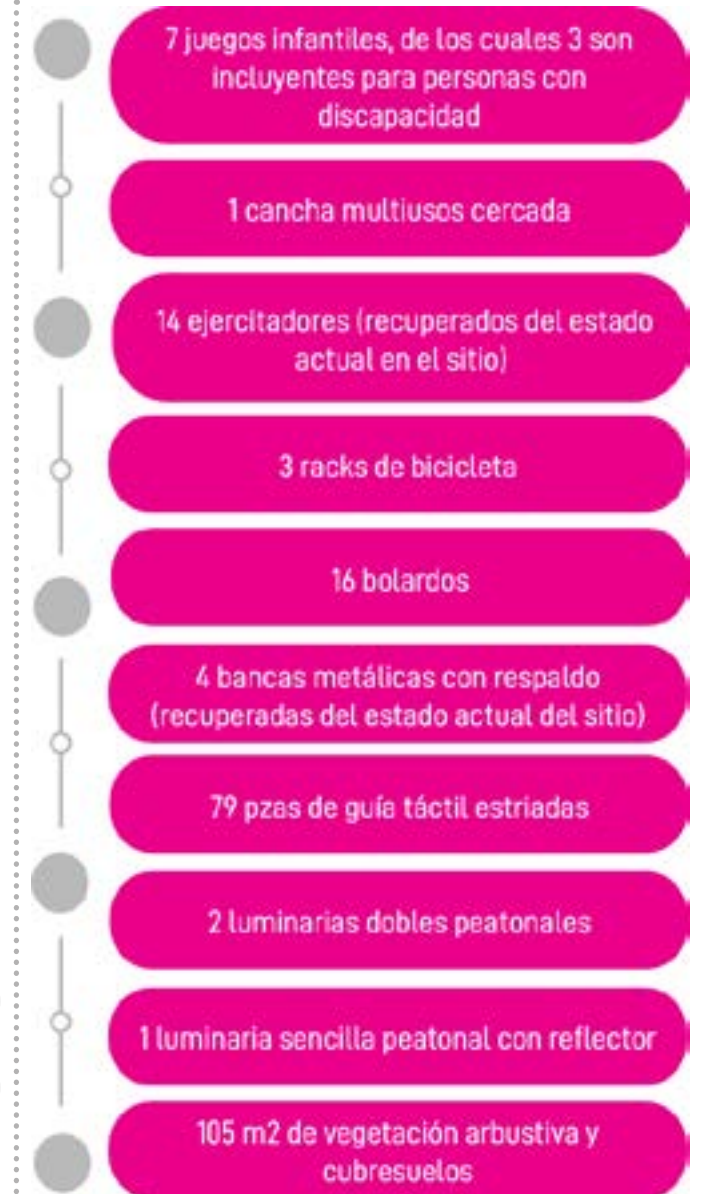 7 juegos infantiles, de los cuales 3 son
incluyentes para personas con
discapacidad
1 cancha multiusos cercada
14 ejercitadores (recuperados del estado
actual en el sitio)
3 racks de bicicleta
16 bolardos
4 bancas metálicas con respaldo
(recuperadas del estado actual del sitio)
79 pzas de guía táctil estriadas
2 luminarias dobles peatonales
1 luminaria sencilla peatonal con reflector
105 m2 de vegetación arbustiva y
cubresuelos